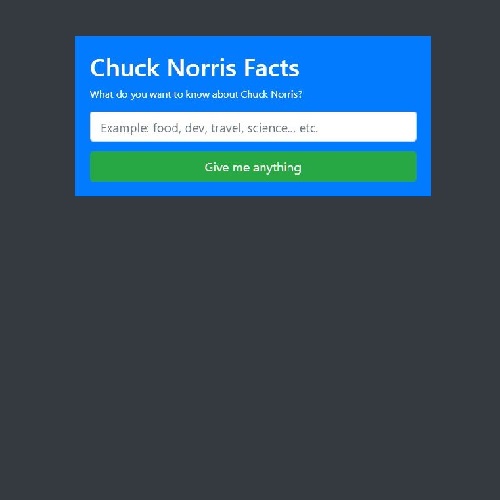 Chuck Norris Facts
What do you want to know about Chuck Norris?
Example: food, dev, travel, science... etc.
Give me anything